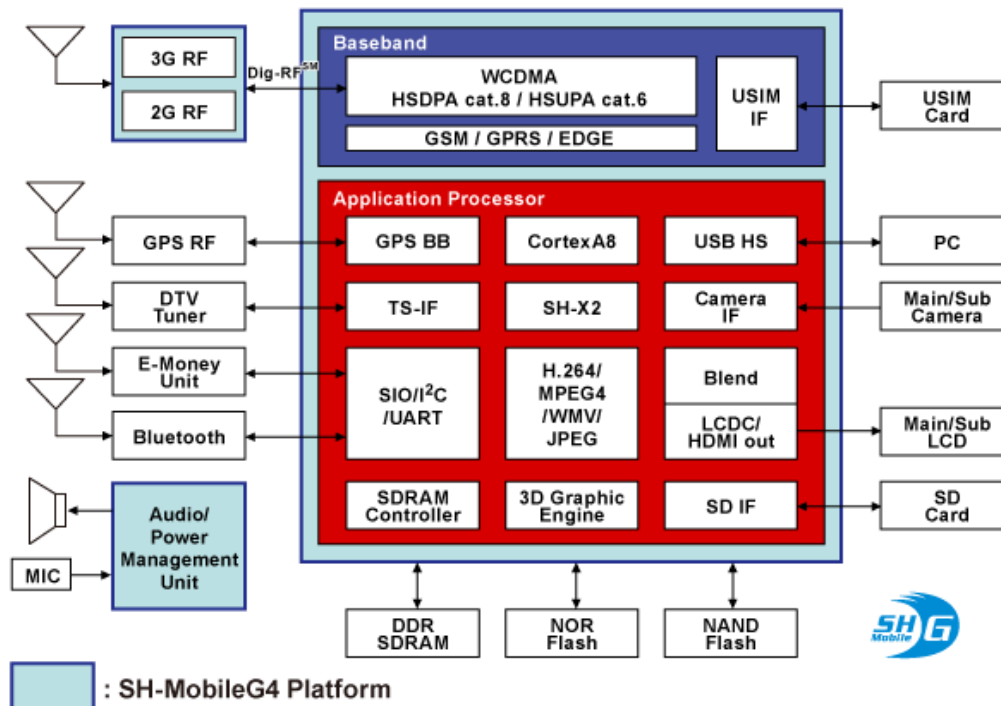 Baseband
3G RF
2G RF
Dig-RF℠
WCDMA
HSDPA cat.8 / HSUPA cat.6
GSM / GPRS / EDGE
USIM
IF
USIM
Card
Application Processor
GPS RF
GPS BB
CortexA8
USB HS
PC
DTV
Tuner
TS-IF
SH-X2
Camera
IF
Main/Sub
Camera
E-Money
Unit
Bluetooth
SIO/I²C
/UART
H.264/
MPEG4
/WMV/
JPEG
Blend
LCDC/
HDMI out
Main/Sub
LCD
Audio/
Power
Management
Unit
MIC
SDRAM
Controller
3D Graphic
Engine
SD IF
SD
Card
DDR
SDRAM
NOR
Flash
NAND
Flash
SH
Mobile
G
: SH-MobileG4 Platform